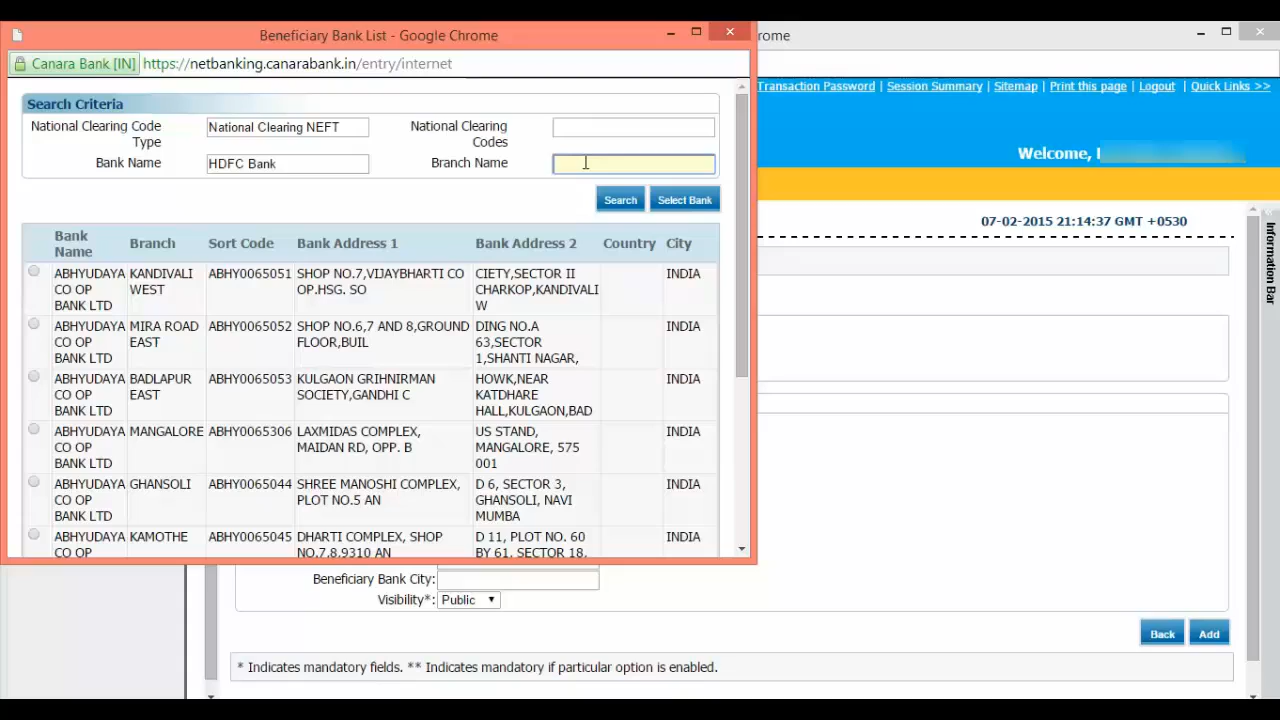 Beneficiary Bank List - Google Chrome
rome
Canara Bank [IN] https://netbanking.canarabank.in/entry/internet
Transaction Password | Session Summary | Sitemap | Print this page | Logout | Quick Links >>
Welcome,
07-02-2015 21:14:37 GMT +0530
Information Bar
Search Criteria
National Clearing Code Type
National Clearing NEFT
National Clearing Codes
Bank Name
HDFC Bank
Branch Name
Search
Select Bank
Bank Name Branch Sort Code Bank Address 1 Bank Address 2 Country City
ABHYUDAYA KANDIVALI ABHY0065051 SHOP NO.7,VIJAYBHARTI CO CIETY,SECTOR II INDIA
CO OP WEST OP.HSG. SO CHARKOP,KANDIVALI
BANK LTD W
ABHYUDAYA MIRA ROAD ABHY0065052 SHOP NO.6,7 AND 8,GROUND DING NO.A INDIA
CO OP EAST FLOOR,BUIL 63,SECTOR
BANK LTD 1,SHANTI NAGAR,
ABHYUDAYA BADLAPUR ABHY0065053 KULGAON GRIHNIRMAN HOWK,NEAR INDIA
CO OP EAST SOCIETY,GANDHI C KATDHARE
BANK LTD HALL,KULGAON,BAD
ABHYUDAYA MANGALORE ABHY0065306 LAXMIDAS COMPLEX, US STAND, INDIA
CO OP MAIDAN RD, OPP. B MANGALORE, 575
BANK LTD 001
ABHYUDAYA GHANSOLI ABHY0065044 SHREE MANOSHI COMPLEX, D 6, SECTOR 3, INDIA
CO OP PLOT NO.5 AN GHANSOLI, NAVI
BANK LTD MUMBA
ABHYUDAYA KAMOTHE ABHY0065045 DHARTI COMPLEX, SHOP D 11, PLOT NO. 60 INDIA
CO OP NO.7,8,9310 AN BY 61, SECTOR 18,
Beneficiary Bank City:
Visibility*: Public
Back
Add
* Indicates mandatory fields. ** Indicates mandatory if particular option is enabled.